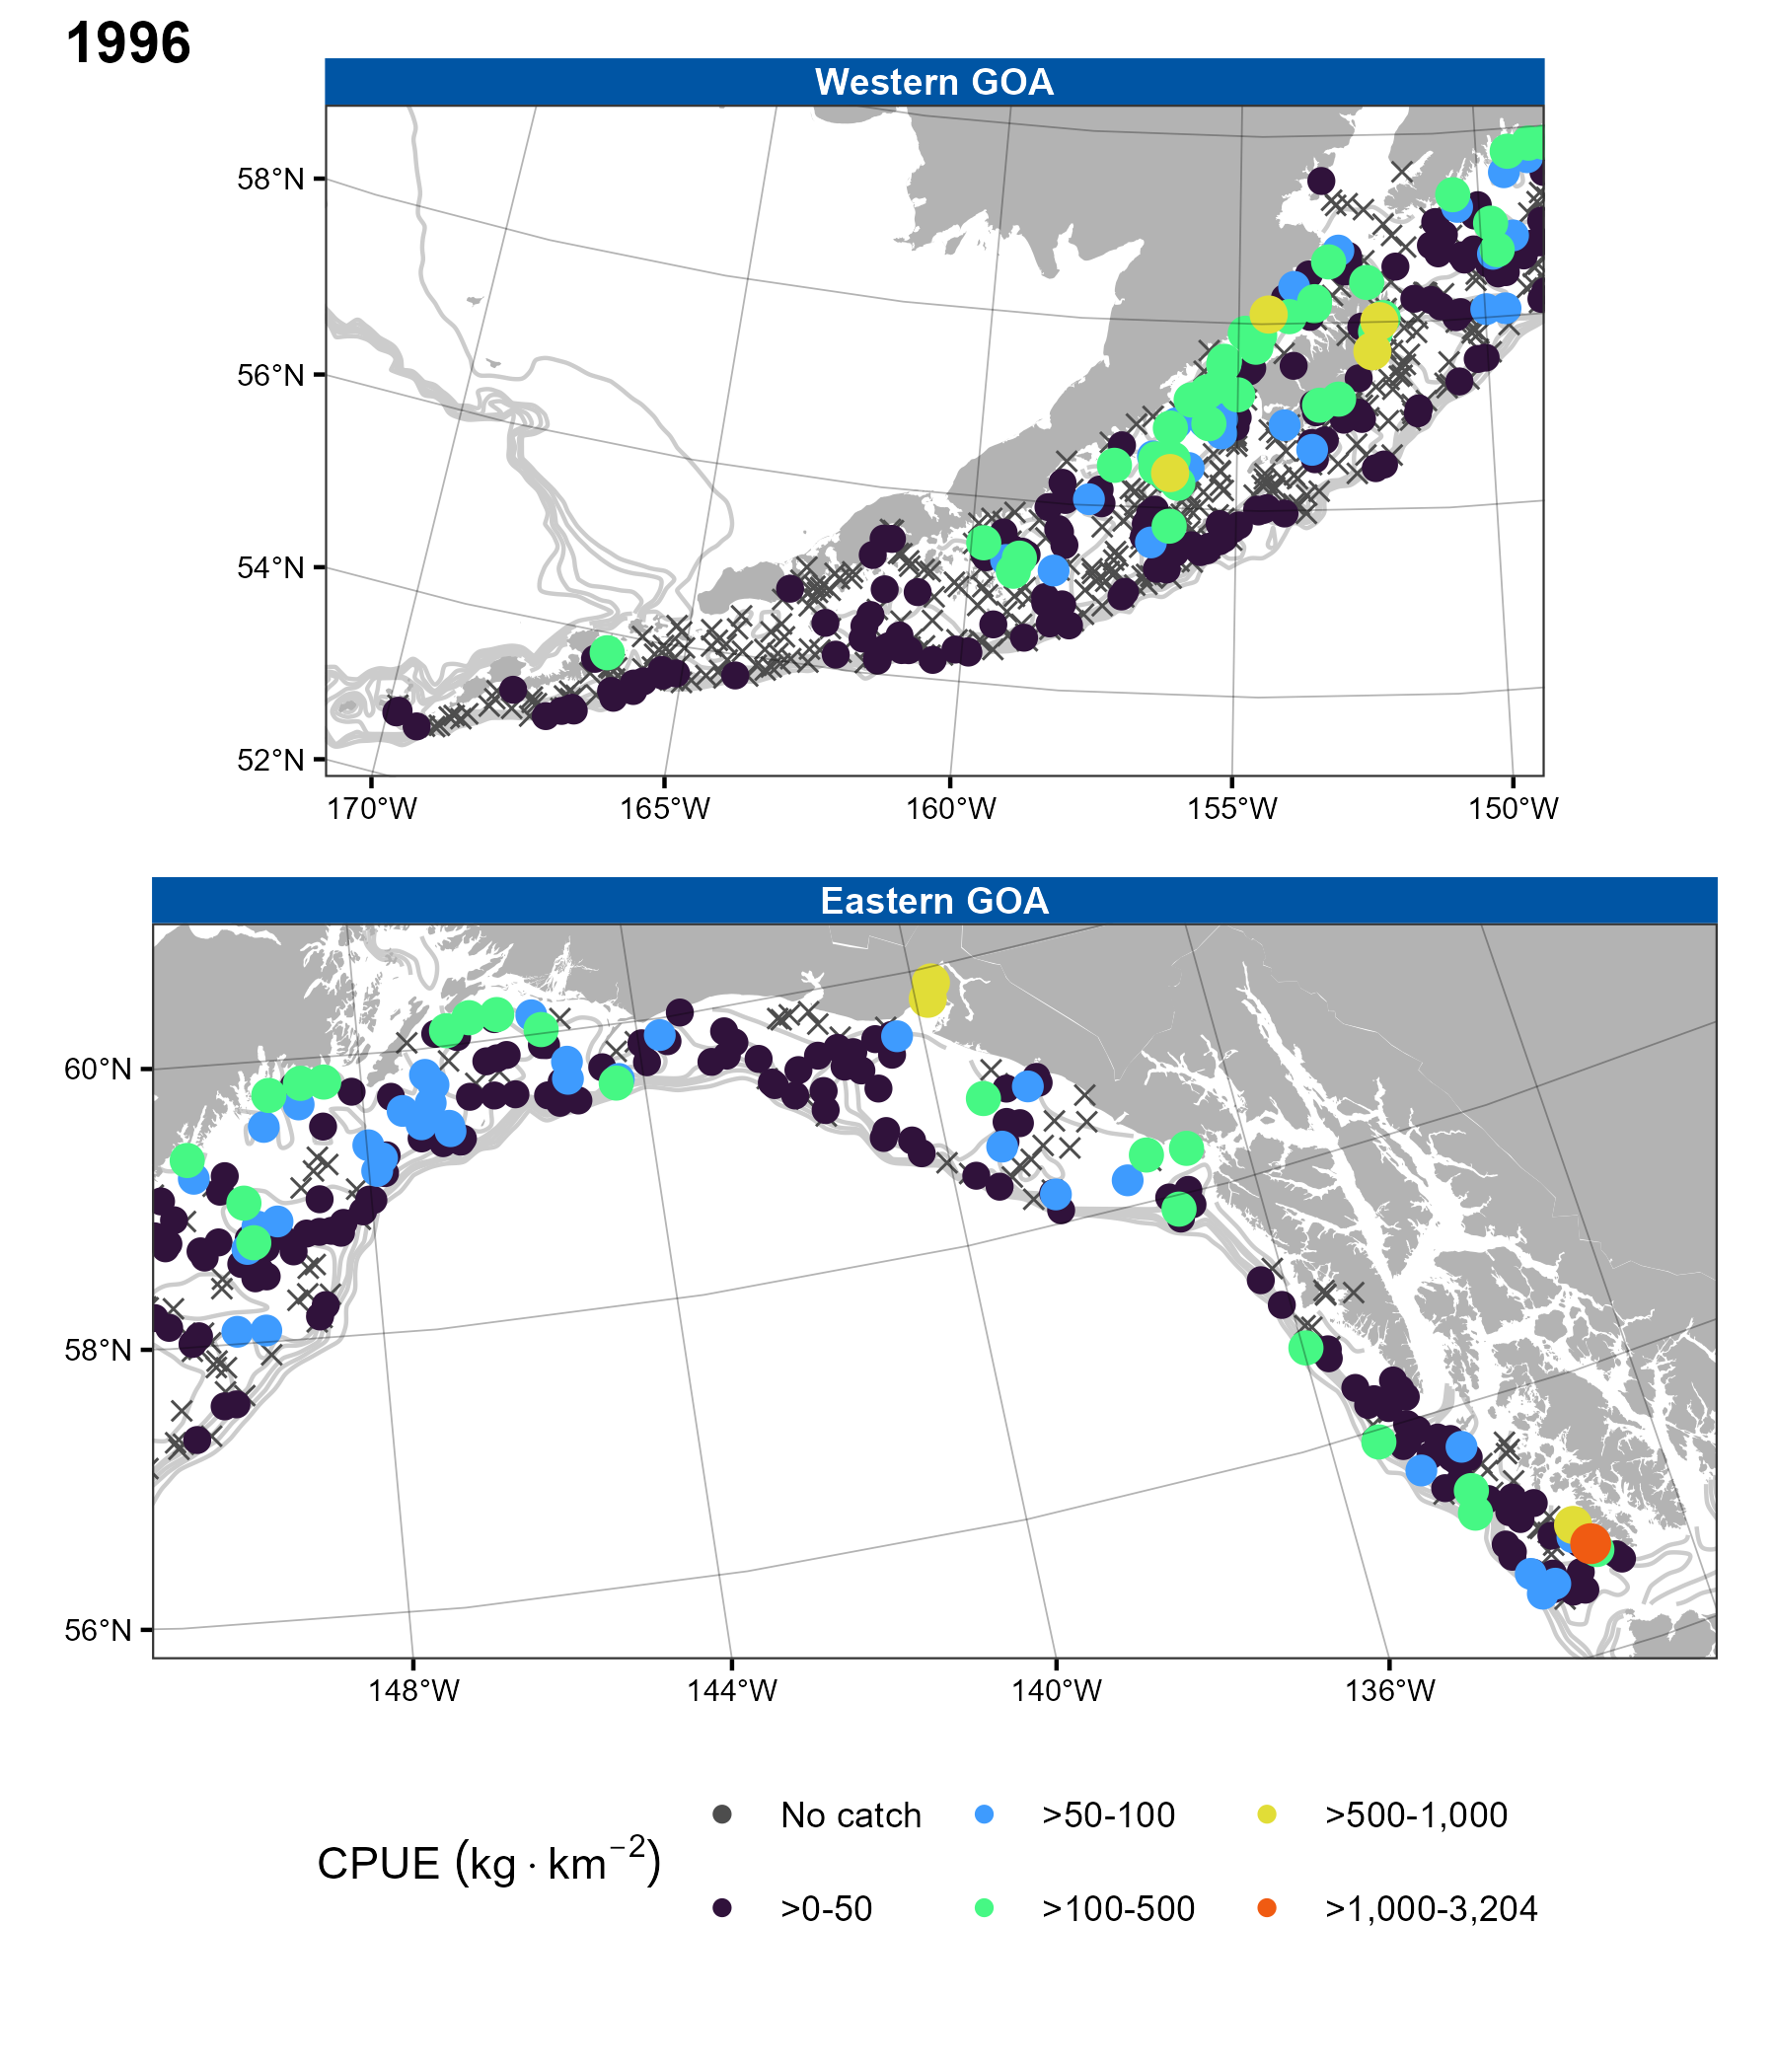 1996
Western GOA
58°N
56°N
54°N
52°N
170°W 165°W 160°W 155°W 150°W
Eastern GOA
60°N
58°N
56°N
148°W 144°W 140°W 136°W
CPUE (kg · km⁻²)
No catch >50-100 >500-1,000
>0-50 >100-500 >1,000-3,204